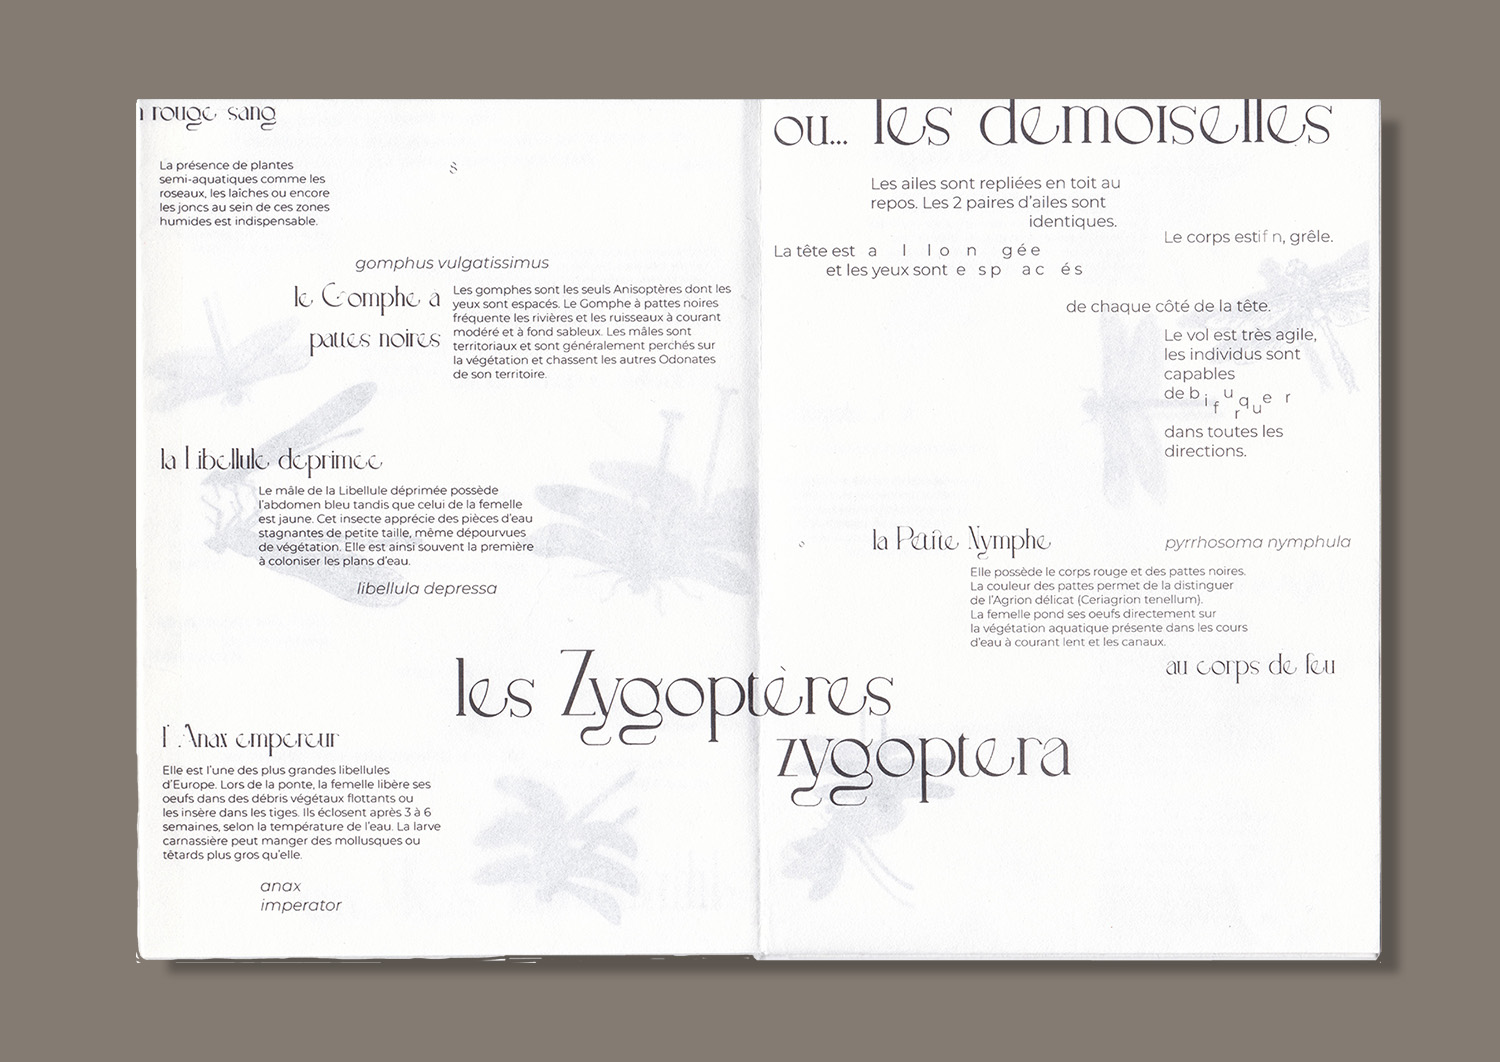 rouge sang
La présence de plantes
semi-aquatiques comme les
roseaux, les laîches ou encore
les joncs au sein de ces zones
humides est indispensable.
gomphus vulgatissimus
le Gomphe à
pattes noires
Les gomphes sont les seuls Anisoptères dont les
yeux sont espacés. Le Gomphe à pattes noires
fréquente les rivières et les ruisseaux à courant
modéré et à fond sableux. Les mâles sont
territoriaux et sont généralement perchés sur
la végétation et chassent les autres Odonates
de son territoire.
la Libellule déprimée
Le mâle de la Libellule déprimée possède
l'abdomen bleu tandis que celui de la femelle
est jaune. Cet insecte apprécie des pièces d'eau
stagnantes de petite taille, même dépourvues
de végétation. Elle est ainsi souvent la première
à coloniser les plans d'eau.
libellula depressa
les Zygoptères
l'Anax empereur
Elle est l'une des plus grandes libellules
d'Europe. Lors de la ponte, la femelle libère ses
oeufs dans des débris végétaux flottants ou
les insère dans les tiges. Ils éclosent après 3 à 6
semaines, selon la température de l'eau. La larve
carnassière peut manger des mollusques ou
têtards plus gros qu'elle.
anax
imperator
ou... les demoiselles
Les ailes sont repliées en toit au
repos. Les 2 paires d'ailes sont
identiques.
Le corps estif n, grêle.
La tête est a l lo n gée
et les yeux sont e sp ac és
de chaque côté de la tête.
Le vol est très agile,
les individus sont
capables
de bifurquer
dans toutes les
directions.
la Petite Nymphe
pyrrhosoma nymphula
Elle possède le corps rouge et des pattes noires.
La couleur des pattes permet de la distinguer
de l'Agrion délicat (Ceriagrion tenellum).
La femelle pond ses oeufs directement sur
la végétation aquatique présente dans les cours
d'eau à courant lent et les canaux.
au corps de feu
zygoptera